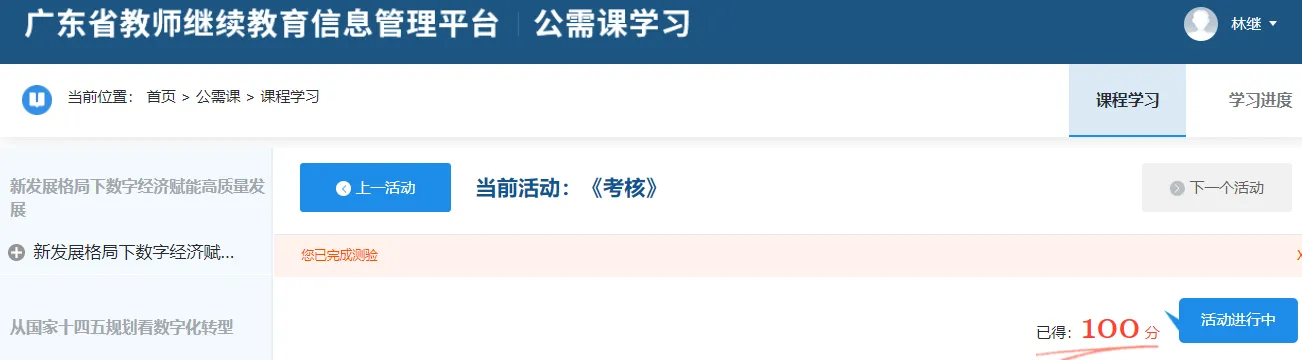 广东省教师继续教育信息管理平台 公需课学习
林继
当前位置： 首页 > 公需课 > 课程学习
课程学习
学习进度
新发展格局下数字经济赋能高质量发
展
新发展格局下数字经济赋...
从国家十四五规划看数字化转型
上一活动
当前活动：《考核》
下一个活动
您已完成测验
x
已得：100 分
活动进行中